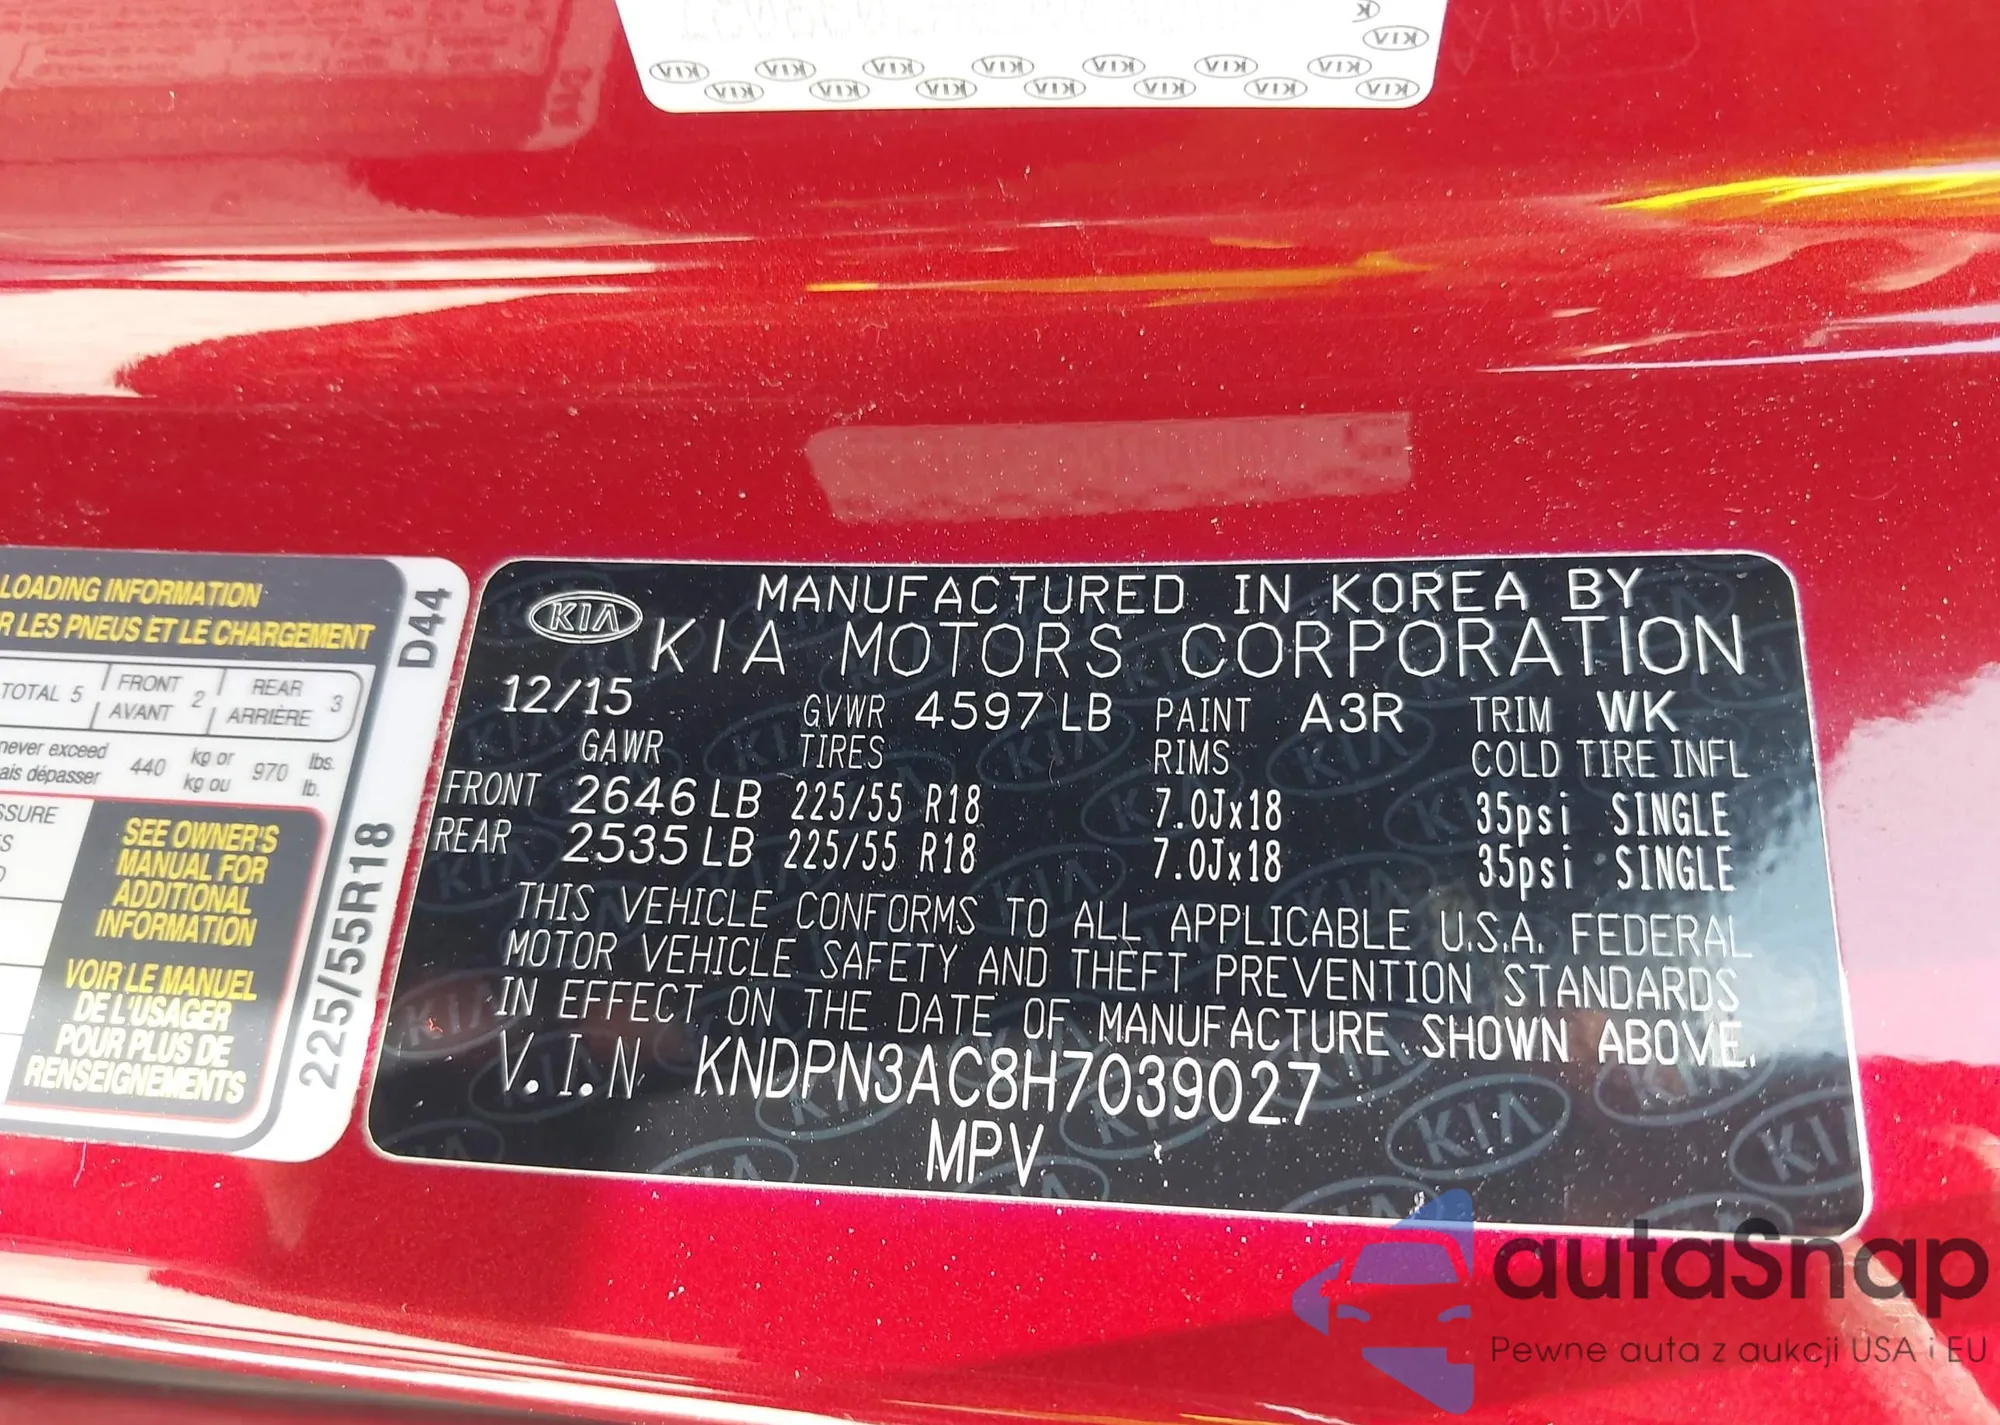 KIA
LOADING INFORMATION
R LES PNEUS ET LE CHARGEMENT
TOTAL 5 FRONT 2 REAR 3
AVANT ARRIÈRE
never exceed 440 kg or 970 lbs.
ais dépasser kg ou lb.
SEE OWNER'S
MANUAL FOR
ADDITIONAL
INFORMATION
VOIR LE MANUEL
DE L'USAGER
POUR PLUS DE
RENSEIGNEMENTS
D44
225/55R18
KIA
MANUFACTURED IN KOREA BY
KIA MOTORS CORPORATION
12/15 GVWR 4597 LB PAINT A3R TRIM WK
GAWR TIRES RIMS COLD TIRE INFL
FRONT 2646 LB 225/55 R18 7.0Jx18 35psi SINGLE
REAR 2535 LB 225/55 R18 7.0Jx18 35psi SINGLE
THIS VEHICLE CONFORMS TO ALL APPLICABLE U.S.A. FEDERAL
MOTOR VEHICLE SAFETY AND THEFT PREVENTION STANDARDS
IN EFFECT ON THE DATE OF MANUFACTURE SHOWN ABOVE.
V.I.N KNDPN3AC8H7039027
MPV
autaSnap
Pewne auta z aukcji USA i EU